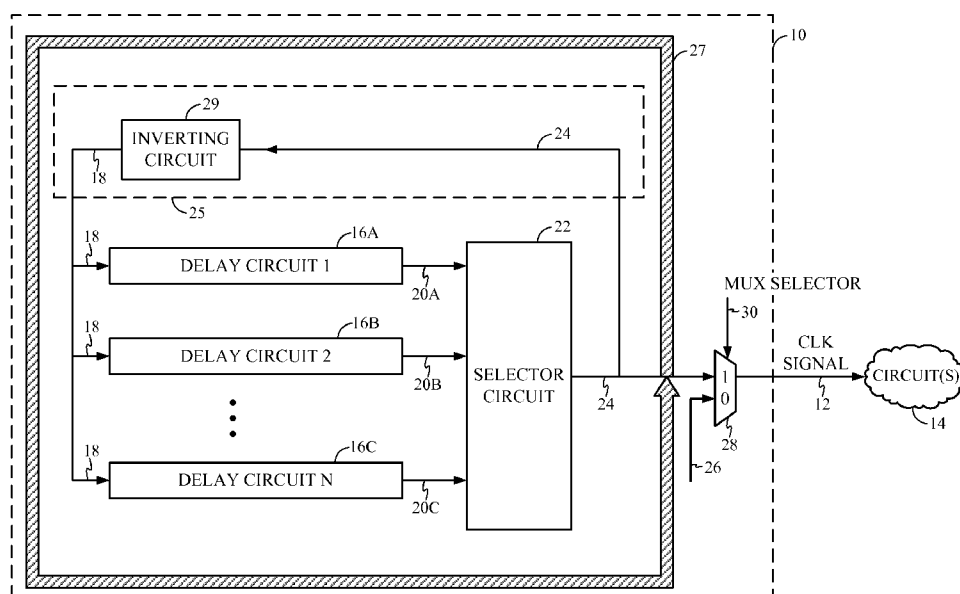 10
27
29
INVERTING
CIRCUIT
24
18
25
22
18
16A
DELAY CIRCUIT 1
20A
MUX SELECTOR
30
18
16B
DELAY CIRCUIT 2
20B
SELECTOR
CIRCUIT
24
1
0
28
26
CLK
SIGNAL
12
CIRCUIT(S)
14
18
16C
DELAY CIRCUIT N
20C